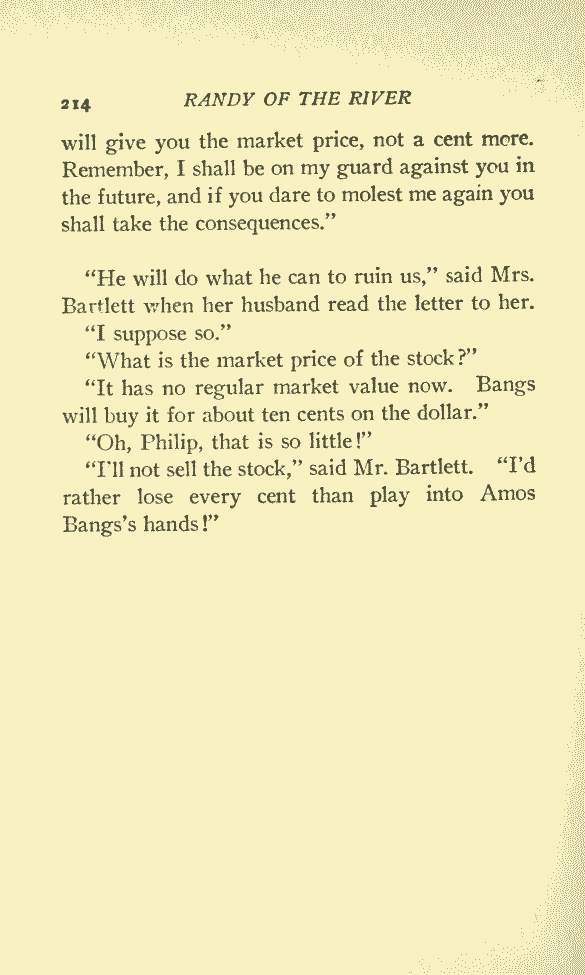 214 RANDY OF THE RIVER
will give you the market price, not a cent more.
Remember, I shall be on my guard against you in
the future, and if you dare to molest me again you
shall take the consequences.”
“He will do what he can to ruin us,” said Mrs.
Bartlett when her husband read the letter to her.
“I suppose so.”
“What is the market price of the stock?”
“It has no regular market value now. Bangs
will buy it for about ten cents on the dollar.”
“Oh, Philip, that is so little!”
“I’ll not sell the stock,” said Mr. Bartlett. “I’d
rather lose every cent than play into Amos
Bangs’s hands!”